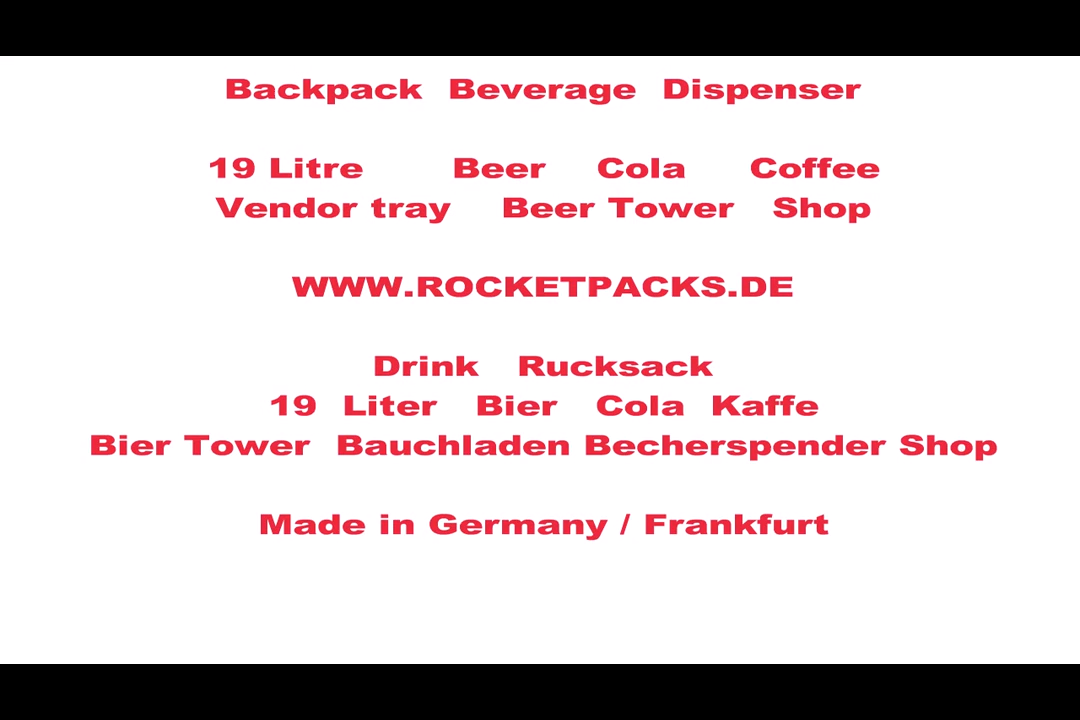 Backpack Beverage Dispenser
19 Litre Beer Cola Coffee
Vendor tray Beer Tower Shop
WWW.ROCKETPACKS.DE
Drink Rucksack
19 Liter Bier Cola Kaffe
Bier Tower Bauchladen Becherspender Shop
Made in Germany / Frankfurt